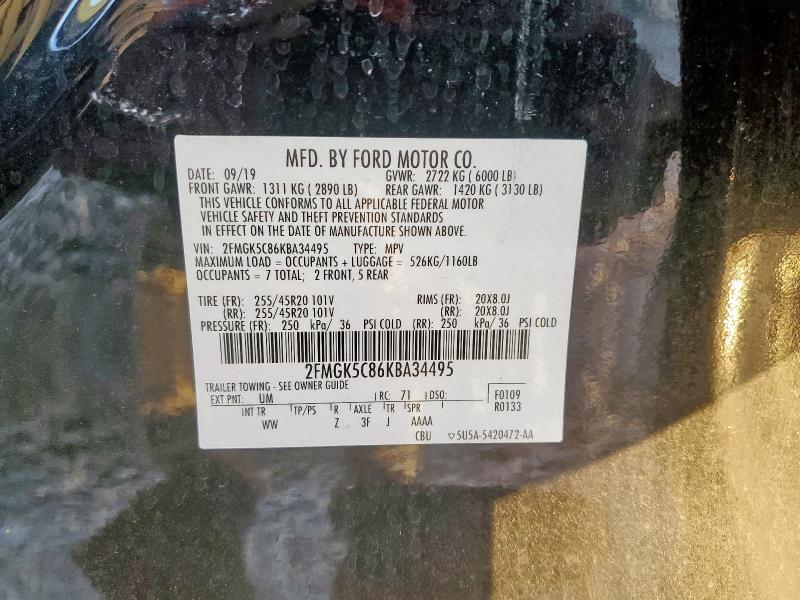 MFD. BY FORD MOTOR CO.
DATE: 09/19 GVWR: 2722 KG ( 6000 LB)
FRONT GAWR: 1311 KG ( 2890 LB) REAR GAWR: 1420 KG ( 3130 LB)
THIS VEHICLE CONFORMS TO ALL APPLICABLE FEDERAL MOTOR
VEHICLE SAFETY AND THEFT PREVENTION STANDARDS
IN EFFECT ON THE DATE OF MANUFACTURE SHOWN ABOVE.
VIN: 2FMGK5C86KBA34495 TYPE: MPV
MAXIMUM LOAD = OCCUPANTS + LUGGAGE = 526KG/1160LB
OCCUPANTS = 7 TOTAL; 2 FRONT, 5 REAR
TIRE (FR): 255/45R20 101V RIMS (FR): 20X8.0J
(RR): 255/45R20 101V (RR): 20X8.0J
PRESSURE (FR): 250 kPa/ 36 PSI COLD (RR): 250 kPa/ 36 PSI COLD
2FMGK5C86KBA34495
TRAILER TOWING - SEE OWNER GUIDE
EXT PNT: UM RC: 71 DSO: F0109
INT TR TP/PS R AXLE TR SPR R0133
WW Z 3F J AAAA
CBU ▽5U5A-5420472-AA